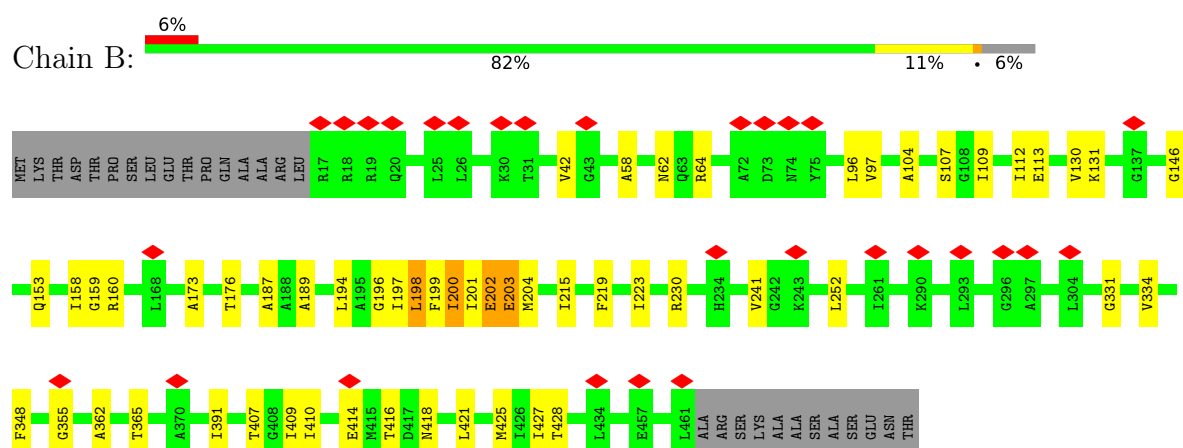 6%
Chain B:
82% 11% • 6%
MET LYS THR ASP THR PRO SER LEU GLU THR PRO GLN ALA ALA ARG LEU R17 R18 R19 Q20 L25 L26 K30 T31 V42 G43 A58 N62 Q63 R64 A72 D73 N74 Y75 L96 V97 A104 S107 G108 I109 I112 E113 V130 K131 G137 G146
Q153 I158 G159 R160 L168 A173 T176 A187 A188 A189 L194 A195 G196 I197 L198 F199 I200 I201 E202 E203 M204 I215 F219 I223 R230 H234 V241 G242 K243 L252 I261 K290 L293 G296 A297 L304 G331 V334
F348 G355 A362 T365 A370 I391 T407 G408 I409 I410 E414 M415 T416 D417 N418 L421 M425 I426 I427 T428 L434 E457 L461 ALA ARG SER LYS ALA ALA SER ALA SER GLU ASN THR